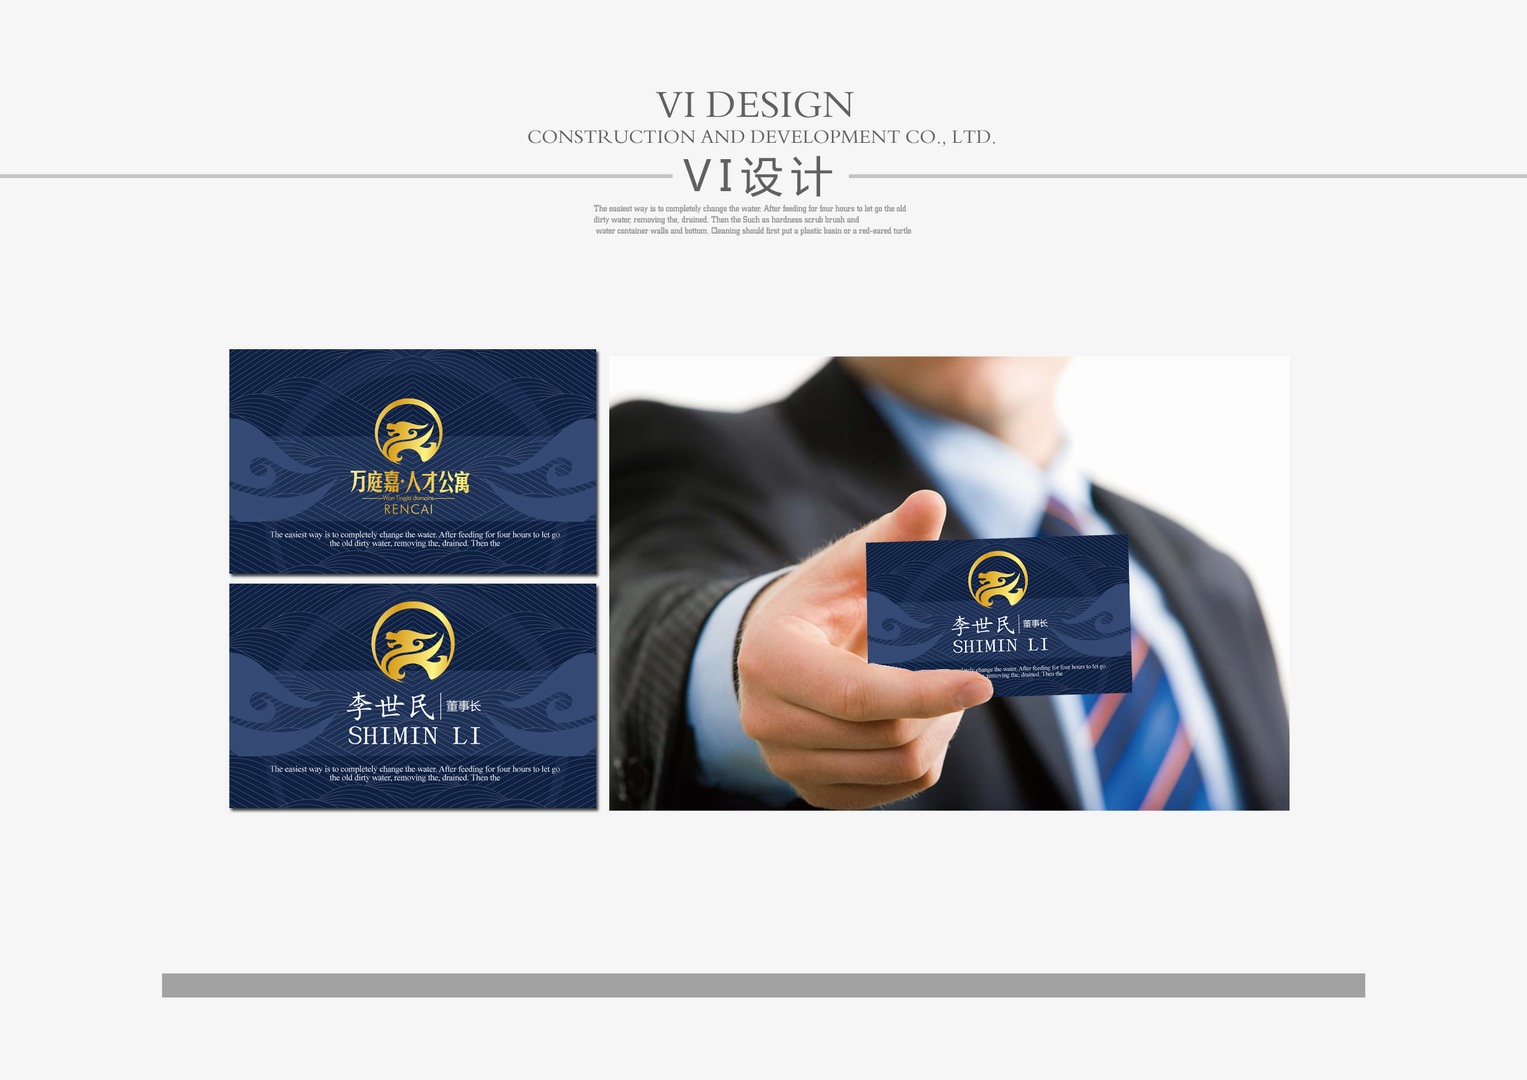 VI DESIGN
CONSTRUCTION AND DEVELOPMENT CO., LTD.
VI设计
The easiest way is to completely change the water. After feeding for four hours to let go the old
dirty water, removing the, drained. Then the Such as hardness scrub brush and
water container walls and bottom. Cleaning should first put a plastic basin or a red-eared turtle
万庭嘉·人才公寓
Wan Tingjia domains
RENCAI
The easiest way is to completely change the water. After feeding for four hours to let go
the old dirty water, removing the, drained. Then the
李世民 董事长
SHIMIN LI
The easiest way is to completely change the water. After feeding for four hours to let go
the old dirty water, removing the, drained. Then the
李世民 董事长
SHIMIN LI
change the water. After feeding for four hours to let go
removing the, drained. Then the